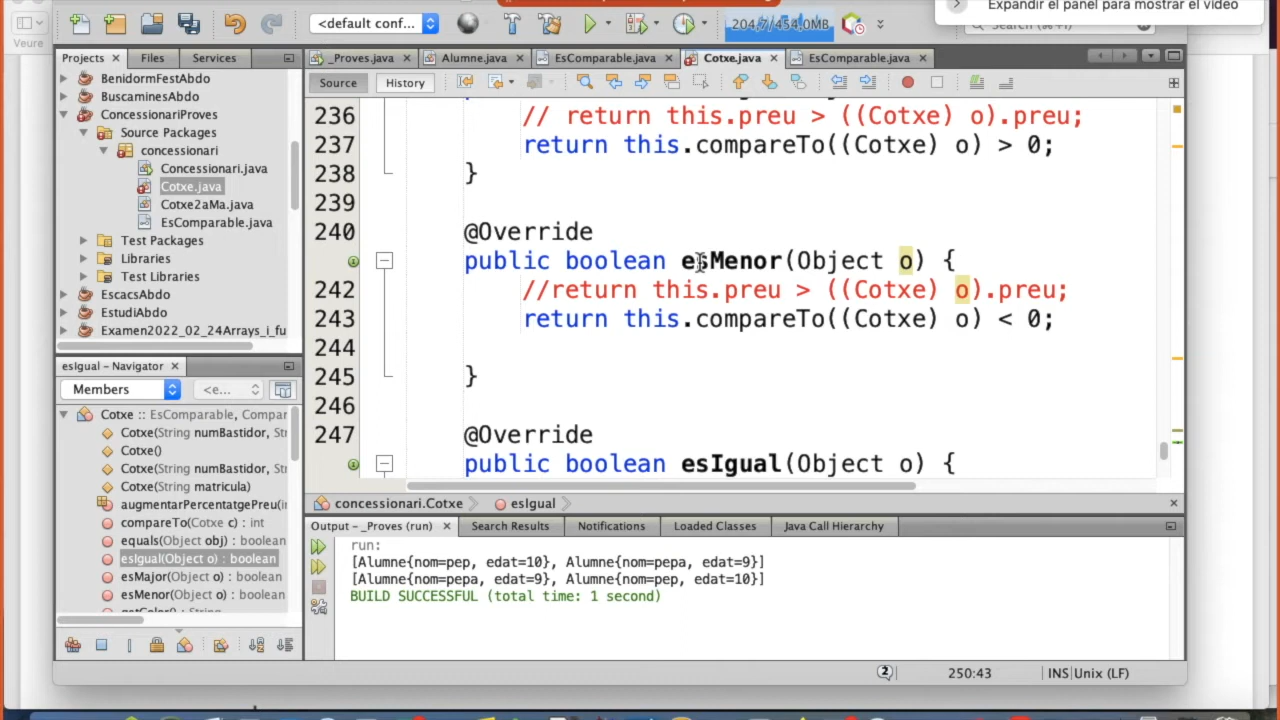 Expandir el panel para mostrar el vídeo
Veure
<default conf...
204,7/454,0MB
Search (⌘+I)
Projects
Files
Services
_Proves.java
Alumne.java
EsComparable.java
Cotxe.java
EsComparable.java
Source
History
BenidormFestAbdo
BuscaminesAbdo
ConcessionariProves
Source Packages
concessionari
Concessionari.java
Cotxe.java
Cotxe2aMa.java
EsComparable.java
Test Packages
Libraries
Test Libraries
EscacsAbdo
EstudiAbdo
Examen2022_02_24Arrays_i_fu
236 // return this.preu > ((Cotxe) o).preu;
237 return this.compareTo((Cotxe) o) > 0;
238 }
239
240 @Override
public boolean esMenor(Object o) {
242 //return this.preu > ((Cotxe) o).preu;
243 return this.compareTo((Cotxe) o) < 0;
244
245 }
246
247 @Override
public boolean esIgual(Object o) {
esIgual - Navigator
Members
<e...
Cotxe :: EsComparable, Compar
Cotxe(String numBastidor, Str
Cotxe()
Cotxe(String numBastidor, Str
Cotxe(String matricula)
augmentarPercentatgePreu(in
compareTo(Cotxe c) : int
equals(Object obj) : boolean
esIgual(Object o) : boolean
esMajor(Object o) : boolean
esMenor(Object o) : boolean
getColor() : String
concessionari.Cotxe
esIgual
Output - _Proves (run)
Search Results
Notifications
Loaded Classes
Java Call Hierarchy
run:
[Alumne{nom=pep, edat=10}, Alumne{nom=pepa, edat=9}]
[Alumne{nom=pepa, edat=9}, Alumne{nom=pep, edat=10}]
BUILD SUCCESSFUL (total time: 1 second)
2
250:43
INS
Unix (LF)